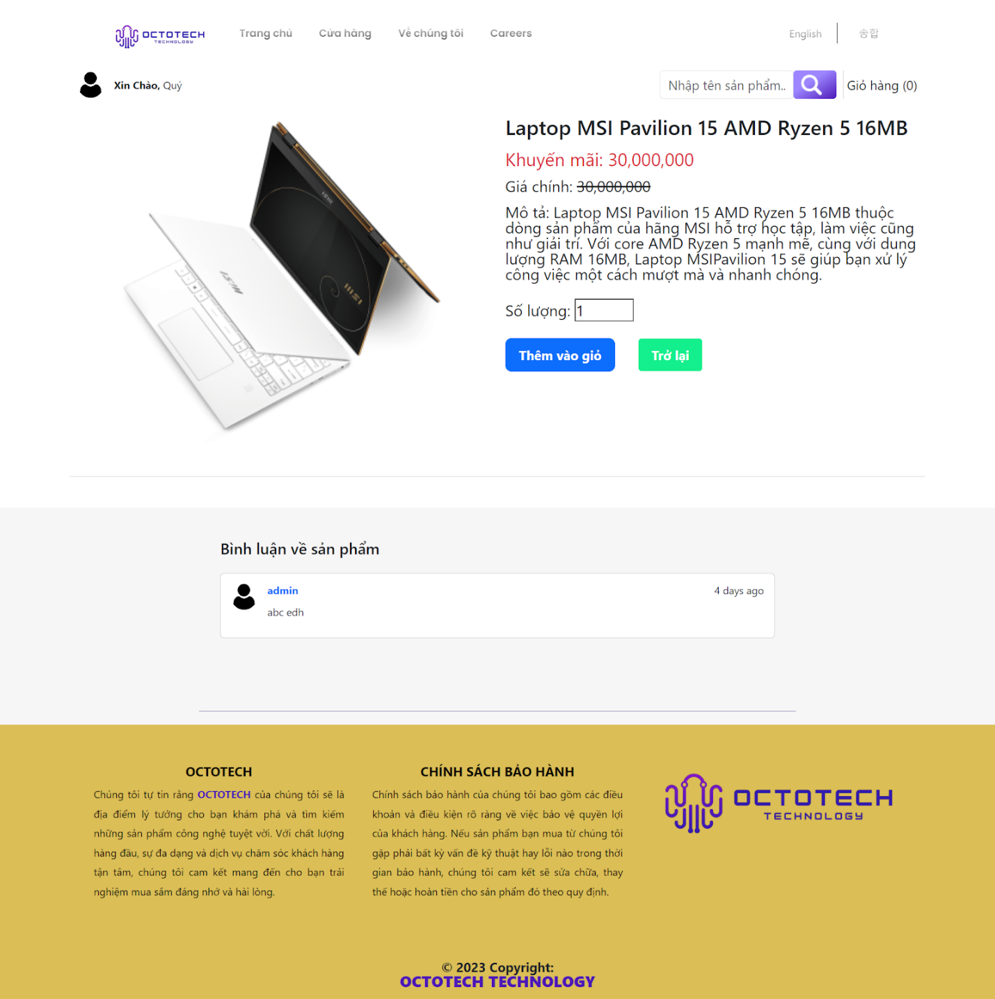 OCTOTECH
TECHNOLOGY
Trang chủ
Cửa hàng
Về chúng tôi
Careers
English
송합
Xin Chào, Quý
Nhập tên sản phẩm..
Giỏ hàng (0)
Laptop MSI Pavilion 15 AMD Ryzen 5 16MB
Khuyến mãi: 30,000,000
Giá chính: 30,000,000
Mô tả: Laptop MSI Pavilion 15 AMD Ryzen 5 16MB thuộc
dòng sản phẩm của hãng MSI hỗ trợ học tập, làm việc cũng
như giải trí. Với core AMD Ryzen 5 mạnh mẽ, cùng với dung
lượng RAM 16MB, Laptop MSIPavilion 15 sẽ giúp bạn xử lý
công việc một cách mượt mà và nhanh chóng.
Số lượng: 1
Thêm vào giỏ
Trở lại
msi
msi
msi
Bình luận về sản phẩm
admin
4 days ago
abc edh
OCTOTECH
Chúng tôi tự tin rằng OCTOTECH của chúng tôi sẽ là
địa điểm lý tưởng cho bạn khám phá và tìm kiếm
những sản phẩm công nghệ tuyệt vời. Với chất lượng
hàng đầu, sự đa dạng và dịch vụ chăm sóc khách hàng
tận tâm, chúng tôi cam kết mang đến cho bạn trải
nghiệm mua sắm đáng nhớ và hài lòng.
CHÍNH SÁCH BẢO HÀNH
Chính sách bảo hành của chúng tôi bao gồm các điều
khoản và điều kiện rõ ràng về việc bảo vệ quyền lợi
của khách hàng. Nếu sản phẩm bạn mua từ chúng tôi
gặp phải bất kỳ vấn đề kỹ thuật hay lỗi nào trong thời
gian bảo hành, chúng tôi cam kết sẽ sửa chữa, thay
thế hoặc hoàn tiền cho sản phẩm đó theo quy định.
OCTOTECH
TECHNOLOGY
© 2023 Copyright:
OCTOTECH TECHNOLOGY